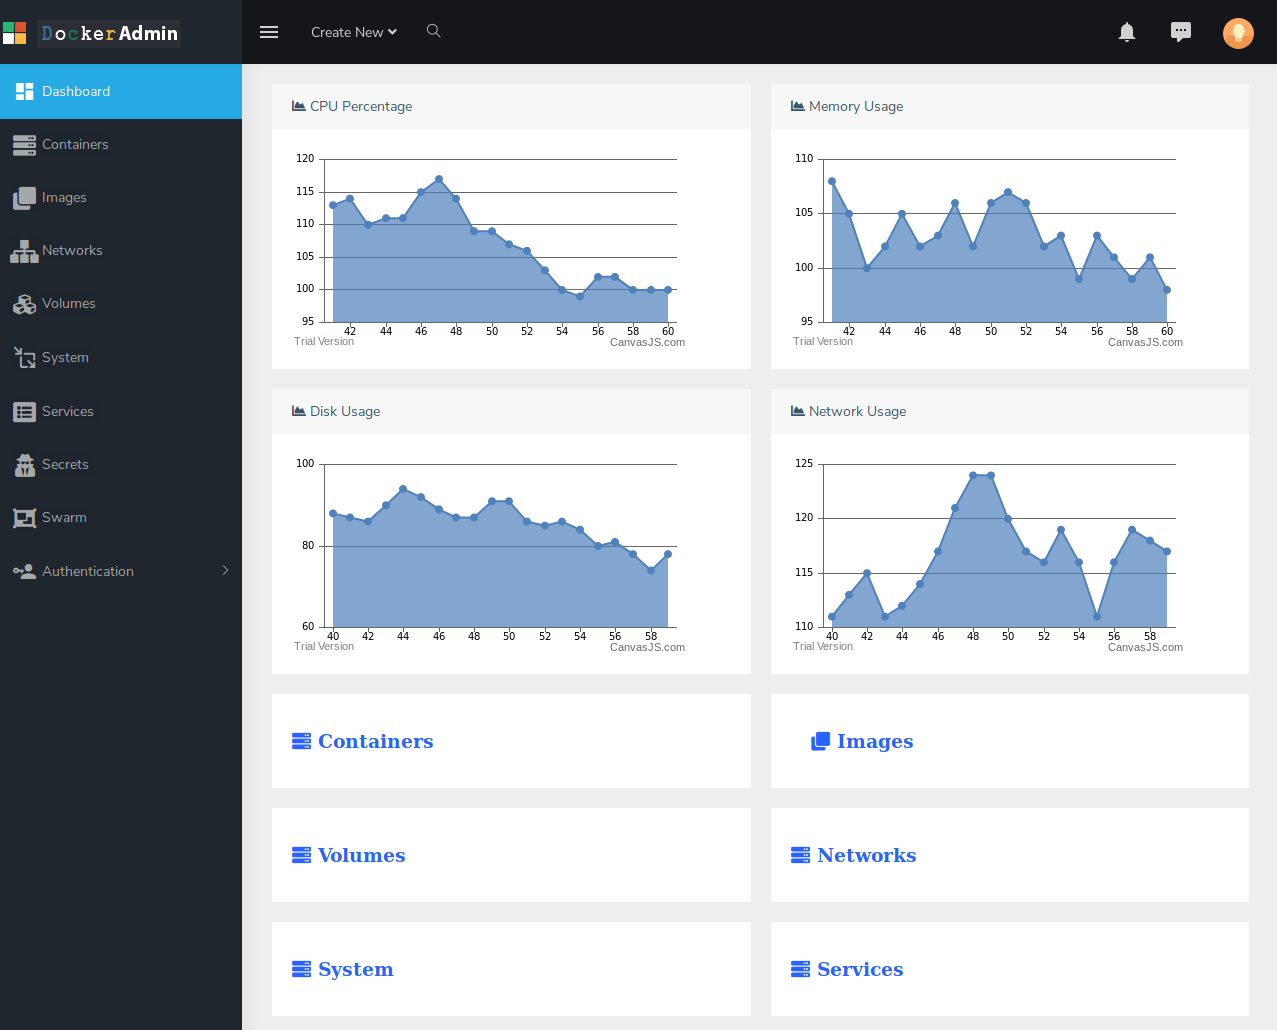 DockerAdmin
Create New
Dashboard
Containers
Images
Networks
Volumes
System
Services
Secrets
Swarm
Authentication
CPU Percentage
120
115
110
105
100
95
42 44 46 48 50 52 54 56 58 60
Trial Version
CanvasJS.com
Memory Usage
110
105
100
95
42 44 46 48 50 52 54 56 58 60
Trial Version
CanvasJS.com
Disk Usage
100
80
60
40 42 44 46 48 50 52 54 56 58
Trial Version
CanvasJS.com
Network Usage
125
120
115
110
40 42 44 46 48 50 52 54 56 58
Trial Version
CanvasJS.com
Containers
Images
Volumes
Networks
System
Services